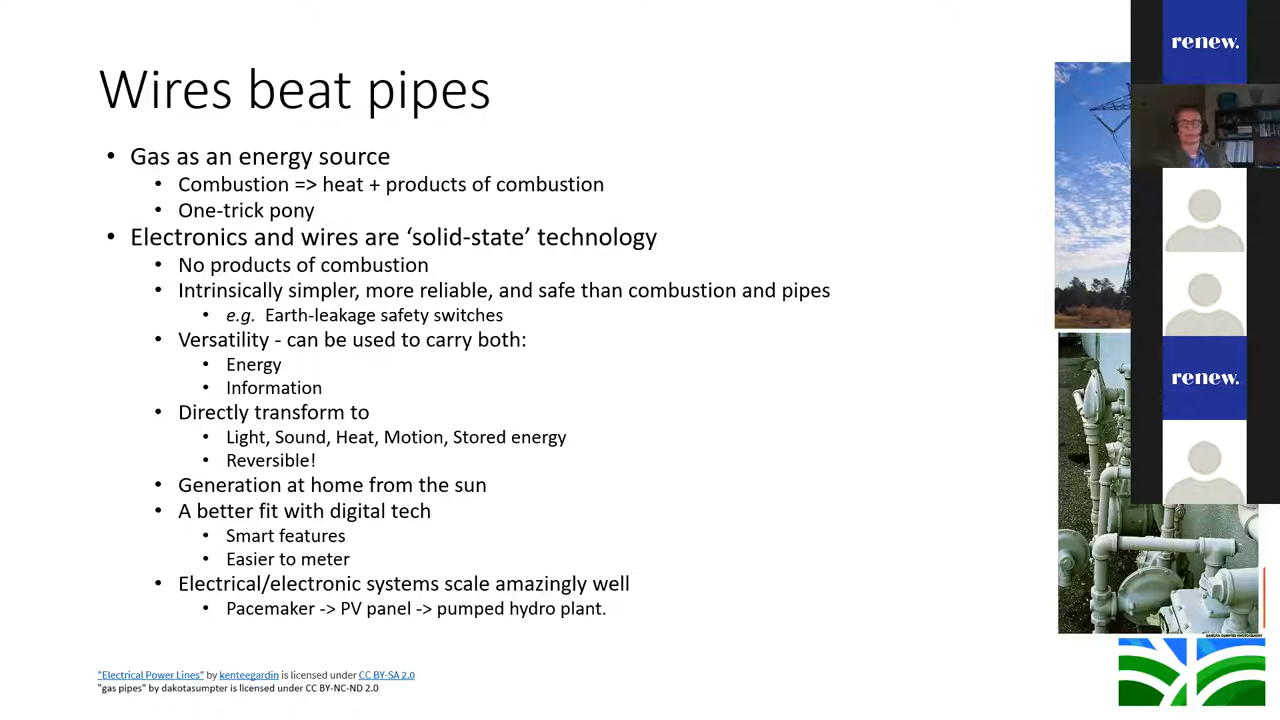 Wires beat pipes
• Gas as an energy source
• Combustion => heat + products of combustion
• One-trick pony
• Electronics and wires are ‘solid-state’ technology
• No products of combustion
• Intrinsically simpler, more reliable, and safe than combustion and pipes
• e.g. Earth-leakage safety switches
• Versatility - can be used to carry both:
• Energy
• Information
• Directly transform to
• Light, Sound, Heat, Motion, Stored energy
• Reversible!
• Generation at home from the sun
• A better fit with digital tech
• Smart features
• Easier to meter
• Electrical/electronic systems scale amazingly well
• Pacemaker -> PV panel -> pumped hydro plant.
"Electrical Power Lines" by kenteegardin is licensed under CC BY-SA 2.0
"gas pipes" by dakotasumpter is licensed under CC BY-NC-ND 2.0
renew.
renew.
DAKOTA SUMPTER PHOTOGRAPHY